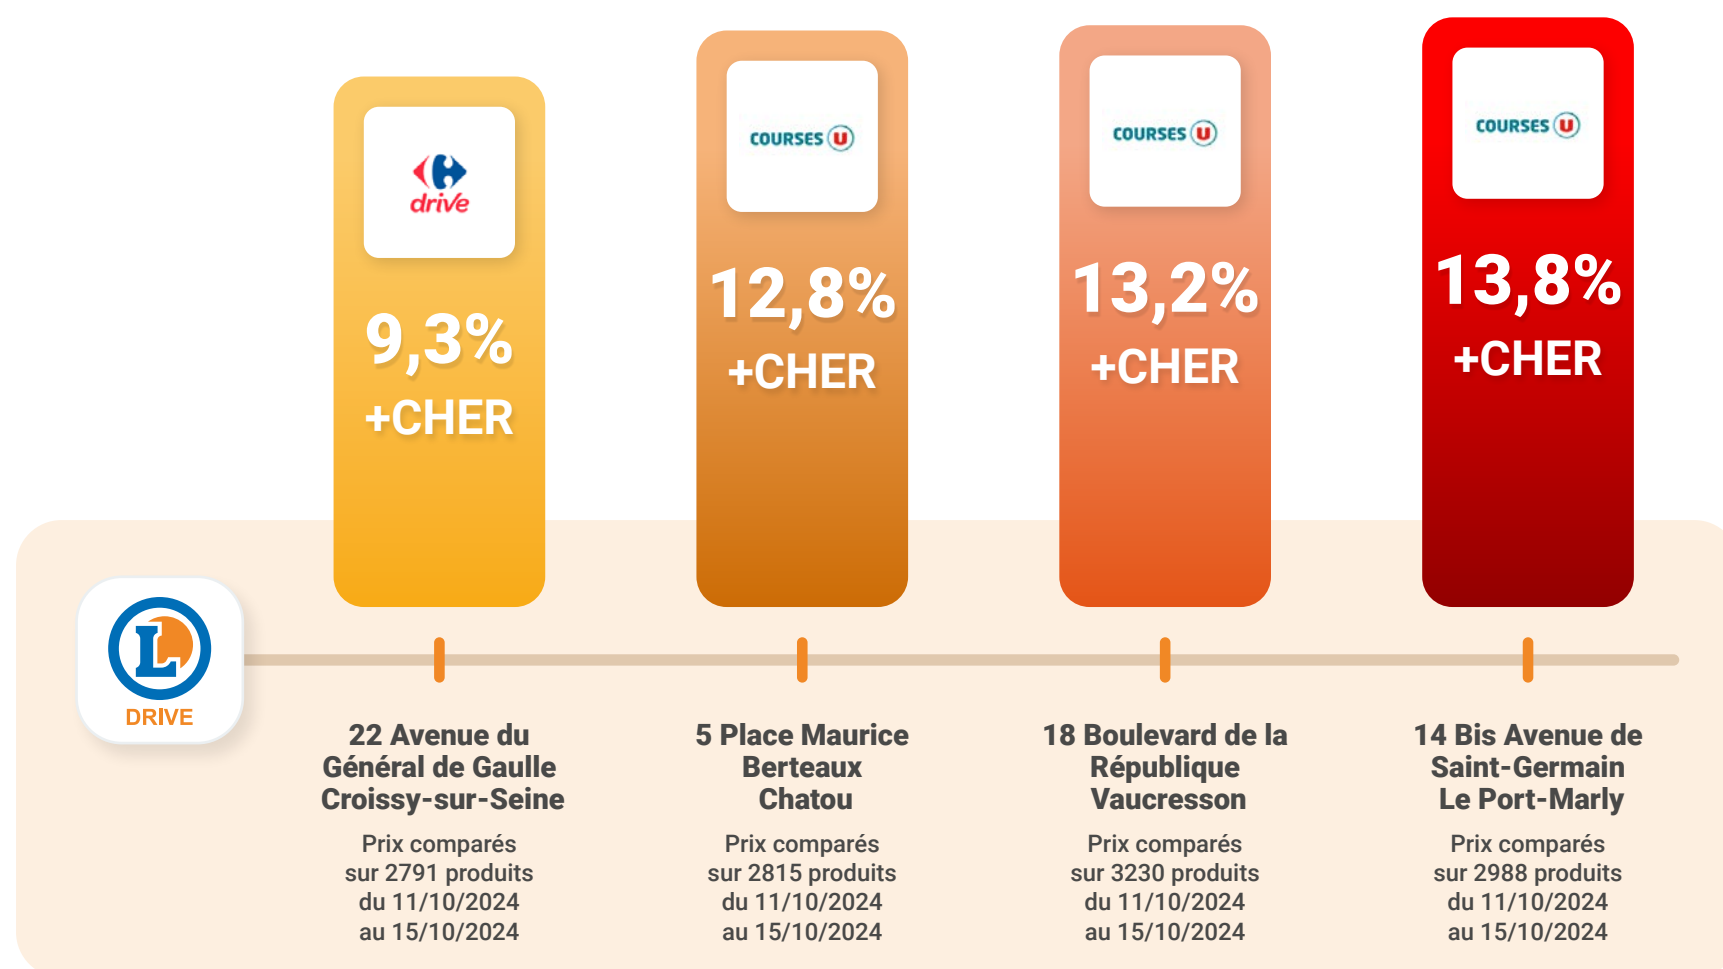 drive
9,3%
+CHER
COURSES U
12,8%
+CHER
COURSES U
13,2%
+CHER
COURSES U
13,8%
+CHER
L
DRIVE
22 Avenue du
Général de Gaulle
Croissy-sur-Seine
Prix comparés
sur 2791 produits
du 11/10/2024
au 15/10/2024
5 Place Maurice
Berteaux
Chatou
Prix comparés
sur 2815 produits
du 11/10/2024
au 15/10/2024
18 Boulevard de la
République
Vaucresson
Prix comparés
sur 3230 produits
du 11/10/2024
au 15/10/2024
14 Bis Avenue de
Saint-Germain
Le Port-Marly
Prix comparés
sur 2988 produits
du 11/10/2024
au 15/10/2024